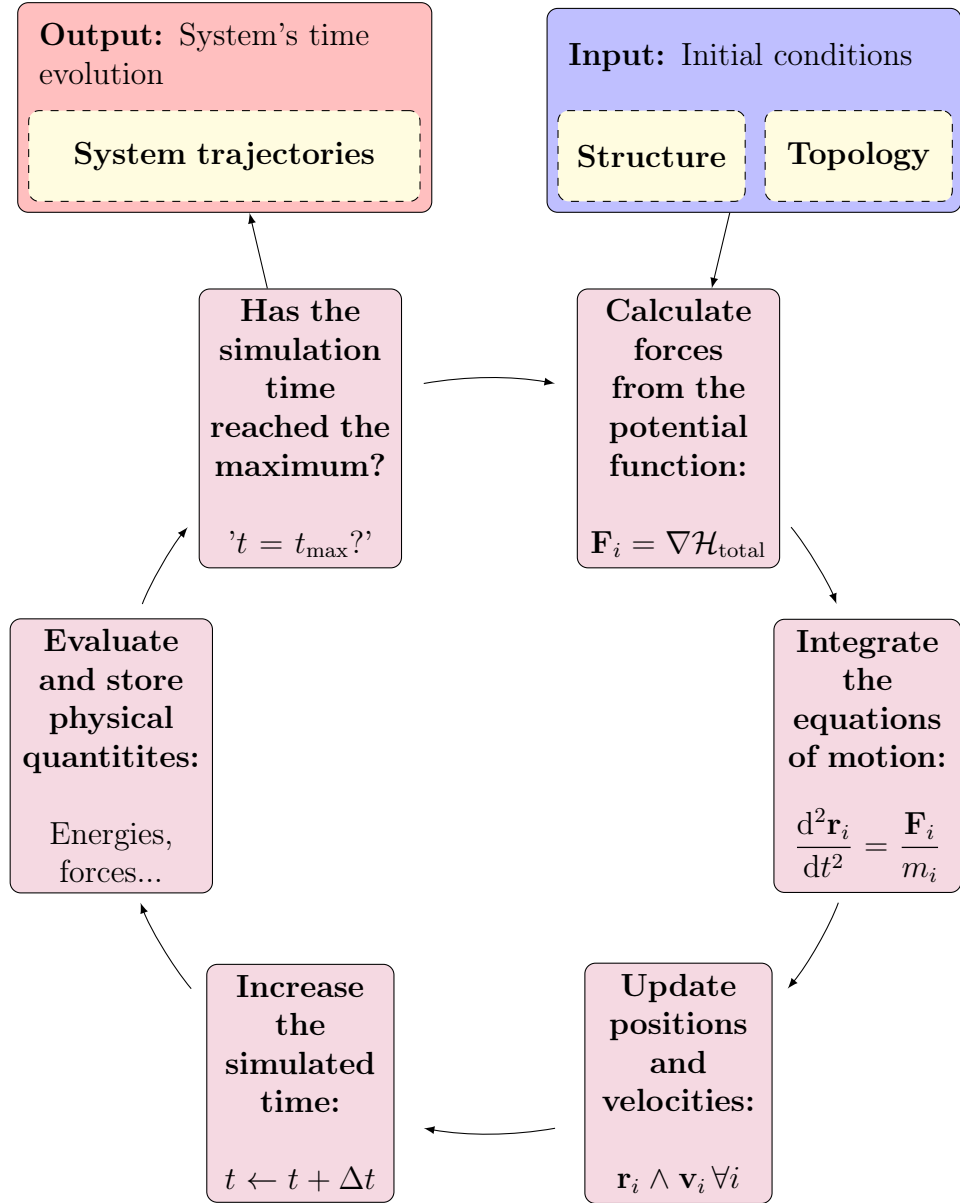 Output: System's time
evolution
System trajectories
Input: Initial conditions
Structure
Topology
Has the
simulation
time
reached the
maximum?
't = t_max?'
Calculate
forces
from the
potential
function:
𝐅_i = ∇ℋ_total
Integrate
the
equations
of motion:
d²𝐫_i/dt² = 𝐅_i/m_i
Update
positions
and
velocities:
𝐫_i ∧ 𝐯_i ∀i
Increase
the
simulated
time:
t ← t + Δt
Evaluate
and store
physical
quantitites:
Energies,
forces...